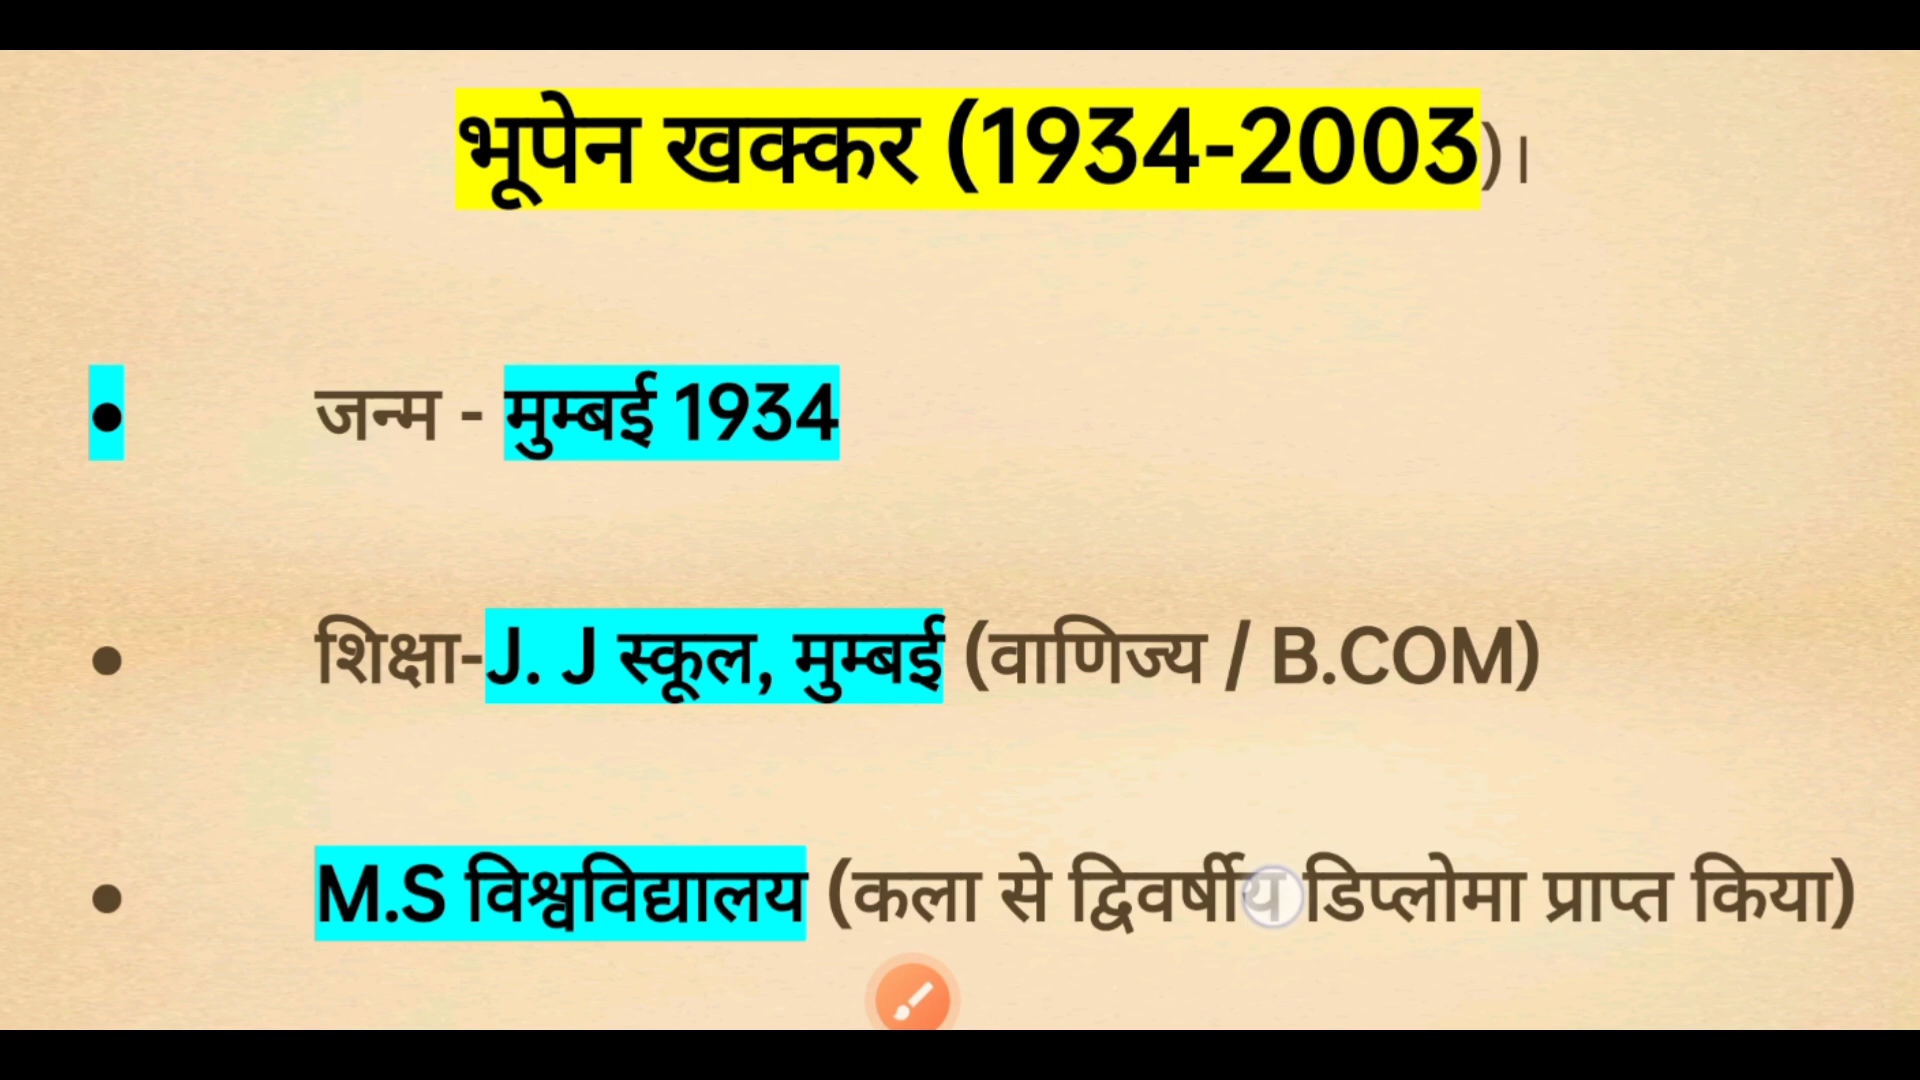 भूपेन खक्कर (1934-2003)।
• जन्म - मुम्बई 1934
• शिक्षा-J. J स्कूल, मुम्बई (वाणिज्य / B.COM)
• M.S विश्वविद्यालय (कला से द्विवर्षीय डिप्लोमा प्राप्त किया)